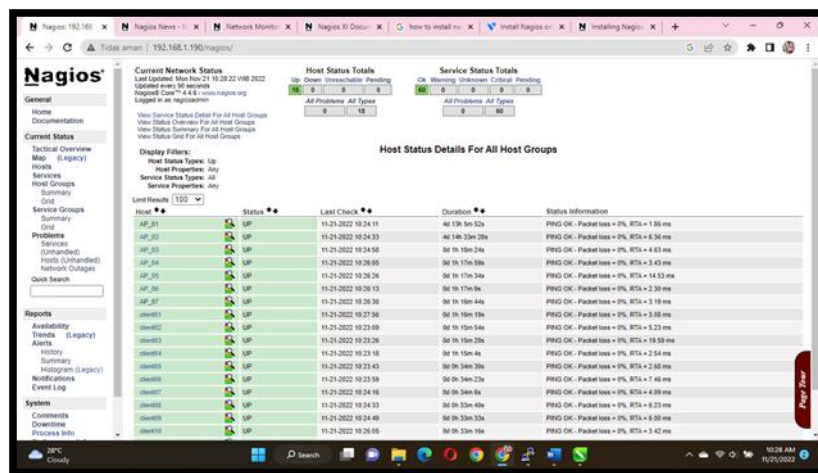 Nagios: 192.168
Nagios News -
Network Monito
Nagios XI Docum
how to install na
Install Nagios on
Installing Nagio
Tidak aman | 192.168.1.190/nagios/
Nagios®
General
Home
Documentation
Current Status
Tactical Overview
Map (Legacy)
Hosts
Services
Host Groups
Summary
Grid
Service Groups
Summary
Grid
Problems
Services
(Unhandled)
Hosts (Unhandled)
Network Outages
Quick Search:
Reports
Availability
Trends (Legacy)
Alerts
History
Summary
Histogram (Legacy)
Notifications
Event Log
System
Comments
Downtime
Process Info
Current Network Status
Last Updated: Mon Nov 21 10:28:22 WIB 2022
Updated every 90 seconds
Nagios® Core™ 4.4.6 - www.nagios.org
Logged in as nagiosadmin
View Service Status Detail For All Host Groups
View Status Overview For All Host Groups
View Status Summary For All Host Groups
View Status Grid For All Host Groups
Host Status Totals
Up Down Unreachable Pending
18 0 0 0
All Problems All Types
0 18
Service Status Totals
Ok Warning Unknown Critical Pending
60 0 0 0 0
All Problems All Types
0 60
Display Filters:
Host Status Types: Up
Host Properties: Any
Service Status Types: All
Service Properties: Any
Host Status Details For All Host Groups
Limit Results: 100
Host Status Last Check Duration Status Information
AP_01 UP 11-21-2022 10:24:11 4d 13h 5m 52s PING OK - Packet loss = 0%, RTA = 1.86 ms
AP_02 UP 11-21-2022 10:24:33 4d 14h 33m 28s PING OK - Packet loss = 0%, RTA = 6.36 ms
AP_03 UP 11-21-2022 10:24:58 0d 1h 18m 24s PING OK - Packet loss = 0%, RTA = 4.63 ms
AP_04 UP 11-21-2022 10:26:05 0d 1h 17m 59s PING OK - Packet loss = 0%, RTA = 3.43 ms
AP_05 UP 11-21-2022 10:26:26 0d 1h 17m 34s PING OK - Packet loss = 0%, RTA = 14.53 ms
AP_06 UP 11-21-2022 10:26:13 0d 1h 17m 9s PING OK - Packet loss = 0%, RTA = 2.30 ms
AP_07 UP 11-21-2022 10:26:38 0d 1h 16m 44s PING OK - Packet loss = 0%, RTA = 3.19 ms
client01 UP 11-21-2022 10:27:56 0d 1h 16m 19s PING OK - Packet loss = 0%, RTA = 3.08 ms
client02 UP 11-21-2022 10:23:09 0d 1h 15m 54s PING OK - Packet loss = 0%, RTA = 5.23 ms
client03 UP 11-21-2022 10:23:26 0d 1h 15m 29s PING OK - Packet loss = 0%, RTA = 19.59 ms
client04 UP 11-21-2022 10:23:18 0d 1h 15m 4s PING OK - Packet loss = 0%, RTA = 2.54 ms
client05 UP 11-21-2022 10:23:43 0d 0h 34m 39s PING OK - Packet loss = 0%, RTA = 2.60 ms
client06 UP 11-21-2022 10:23:59 0d 0h 34m 23s PING OK - Packet loss = 0%, RTA = 7.46 ms
client07 UP 11-21-2022 10:24:16 0d 0h 34m 6s PING OK - Packet loss = 0%, RTA = 4.09 ms
client08 UP 11-21-2022 10:24:33 0d 0h 33m 49s PING OK - Packet loss = 0%, RTA = 6.23 ms
client09 UP 11-21-2022 10:24:49 0d 0h 33m 33s PING OK - Packet loss = 0%, RTA = 6.00 ms
client10 UP 11-21-2022 10:26:05 0d 0h 33m 16s PING OK - Packet loss = 0%, RTA = 3.42 ms
Page Tour
28°C
Cloudy
Search
10:28 AM
11/21/2022